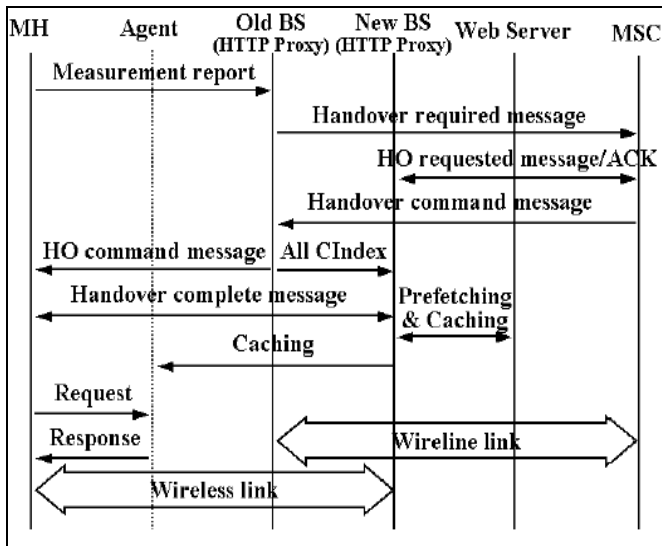 MH Agent Old BS New BS Web Server MSC
(HTTP Proxy) (HTTP Proxy)
Measurement report
Handover required message
HO requested message/ACK
Handover command message
HO command message All CIndex
Handover complete message Prefetching
& Caching
Caching
Request
Response Wireline link
Wireless link